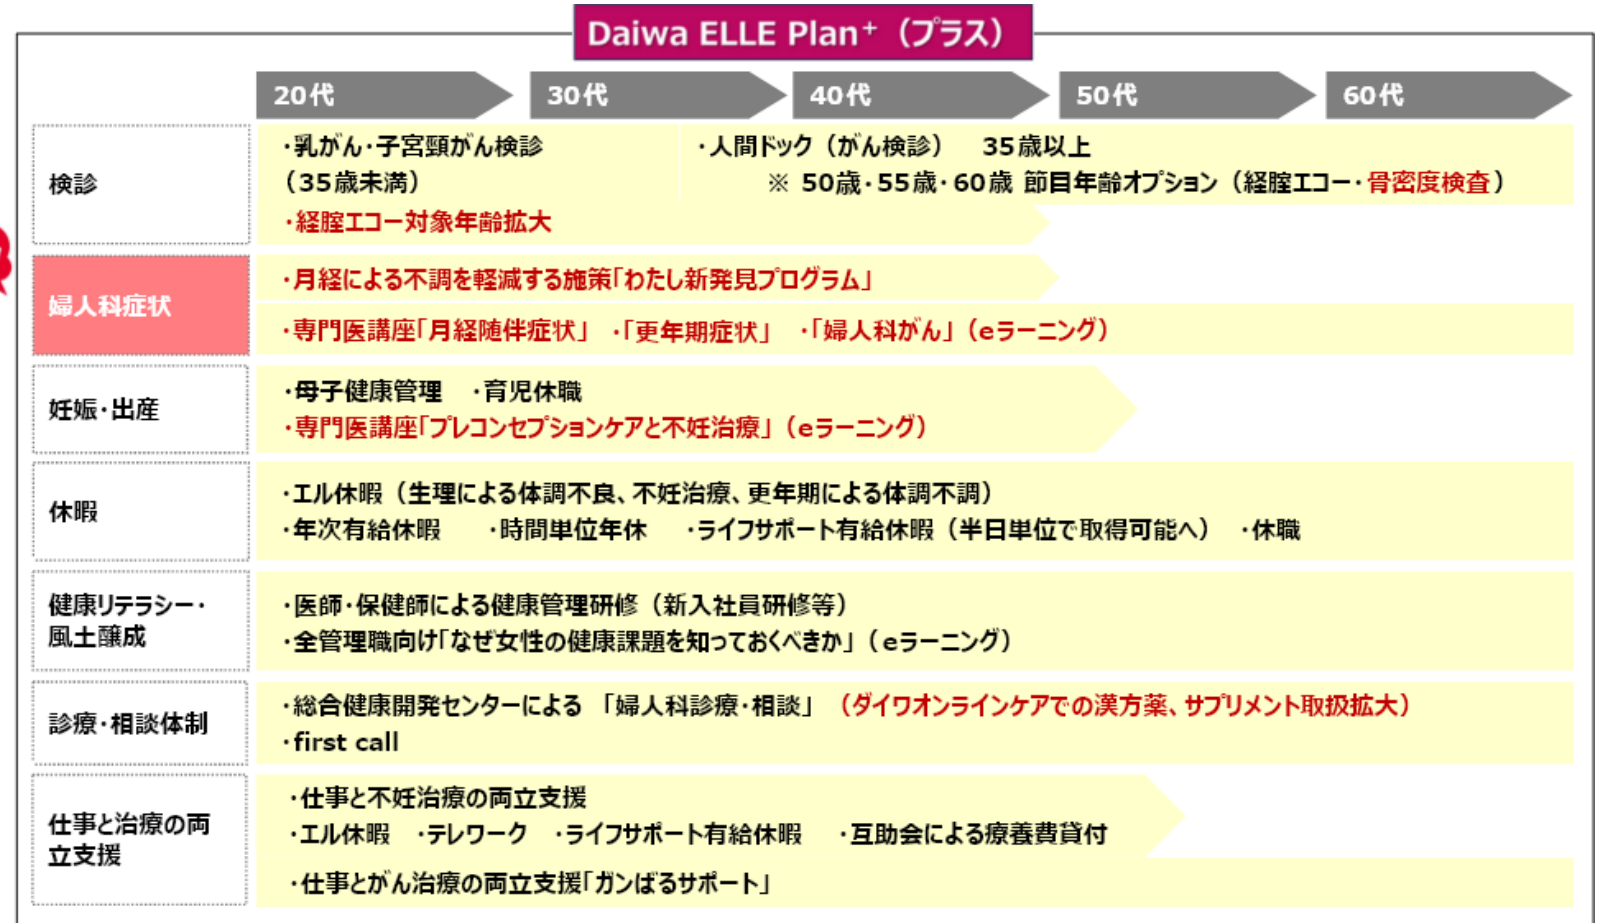 Daiwa ELLE Plan⁺（プラス）
20代 30代 40代 50代 60代
検診
・乳がん・子宮頸がん検診
（35歳未満）
・人間ドック（がん検診）　35歳以上
※ 50歳・55歳・60歳 節目年齢オプション（経腟エコー・骨密度検査）
・経腟エコー対象年齢拡大
婦人科症状
・月経による不調を軽減する施策「わたし新発見プログラム」
・専門医講座「月経随伴症状」　・「更年期症状」　・「婦人科がん」（eラーニング）
妊娠・出産
・母子健康管理　・育児休職
・専門医講座「プレコンセプションケアと不妊治療」（eラーニング）
休暇
・エル休暇（生理による体調不良、不妊治療、更年期による体調不調）
・年次有給休暇　・時間単位年休　・ライフサポート有給休暇（半日単位で取得可能へ）　・休職
健康リテラシー・
風土醸成
・医師・保健師による健康管理研修（新入社員研修等）
・全管理職向け「なぜ女性の健康課題を知っておくべきか」（eラーニング）
診療・相談体制
・総合健康開発センターによる 「婦人科診療・相談」 （ダイワオンラインケアでの漢方薬、サプリメント取扱拡大）
・first call
仕事と治療の両
立支援
・仕事と不妊治療の両立支援
・エル休暇　・テレワーク　・ライフサポート有給休暇　・互助会による療養費貸付
・仕事とがん治療の両立支援「ガンばるサポート」